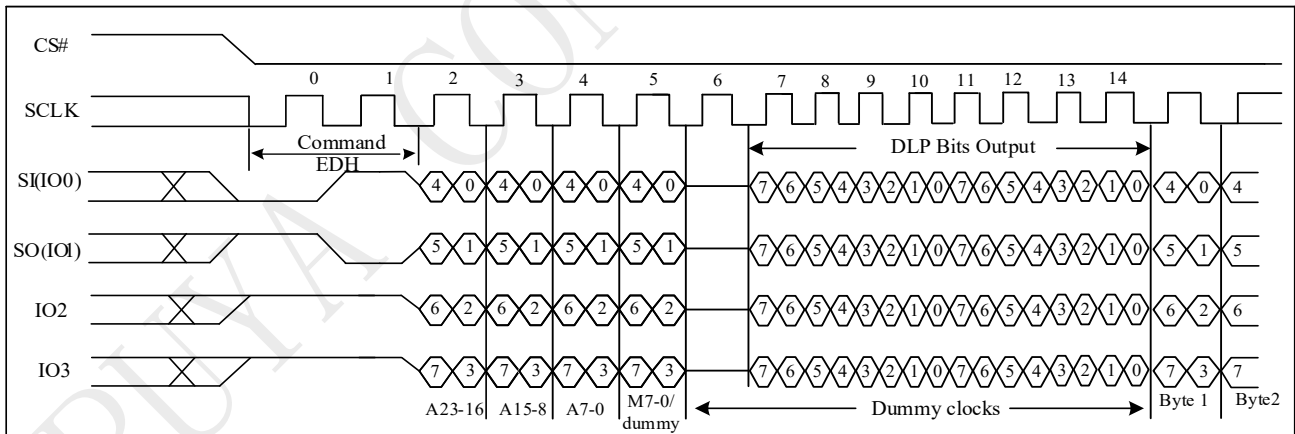 CS#
0 1 2 3 4 5 6 7 8 9 10 11 12 13 14
SCLK
Command
EDH
DLP Bits Output
SI(IO0)
4 0 4 0 4 0 4 0 7 6 5 4 3 2 1 0 7 6 5 4 3 2 1 0 4 0 4
SO(IO1)
5 1 5 1 5 1 5 1 7 6 5 4 3 2 1 0 7 6 5 4 3 2 1 0 5 1 5
IO2
6 2 6 2 6 2 6 2 7 6 5 4 3 2 1 0 7 6 5 4 3 2 1 0 6 2 6
IO3
7 3 7 3 7 3 7 3 7 6 5 4 3 2 1 0 7 6 5 4 3 2 1 0 7 3 7
A23-16 A15-8 A7-0 M7-0/
dummy
Dummy clocks
Byte 1 Byte2
PUYA CO